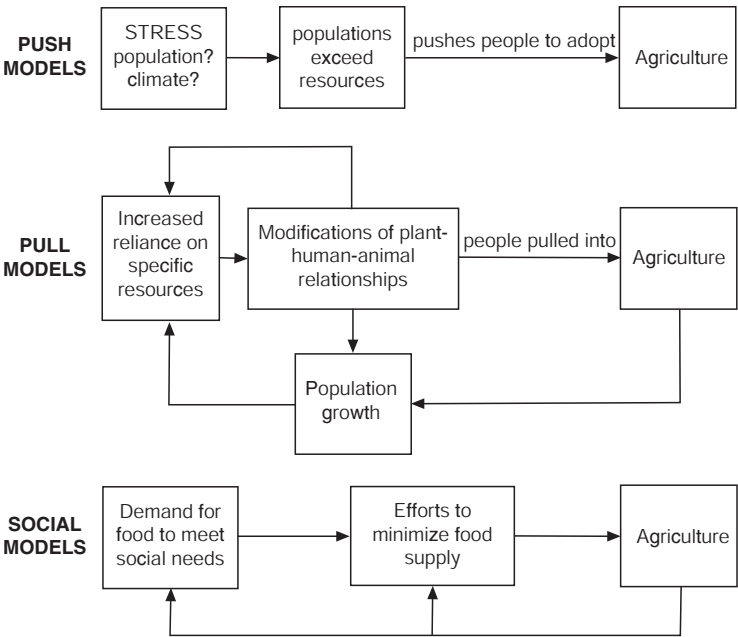 PUSH
MODELS
STRESS
population?
climate?
populations
exceed
resources
pushes people to adopt
Agriculture
PULL
MODELS
Increased
reliance on
specific
resources
Modifications of plant-
human-animal
relationships
people pulled into
Agriculture
Population
growth
SOCIAL
MODELS
Demand for
food to meet
social needs
Efforts to
minimize food
supply
Agriculture